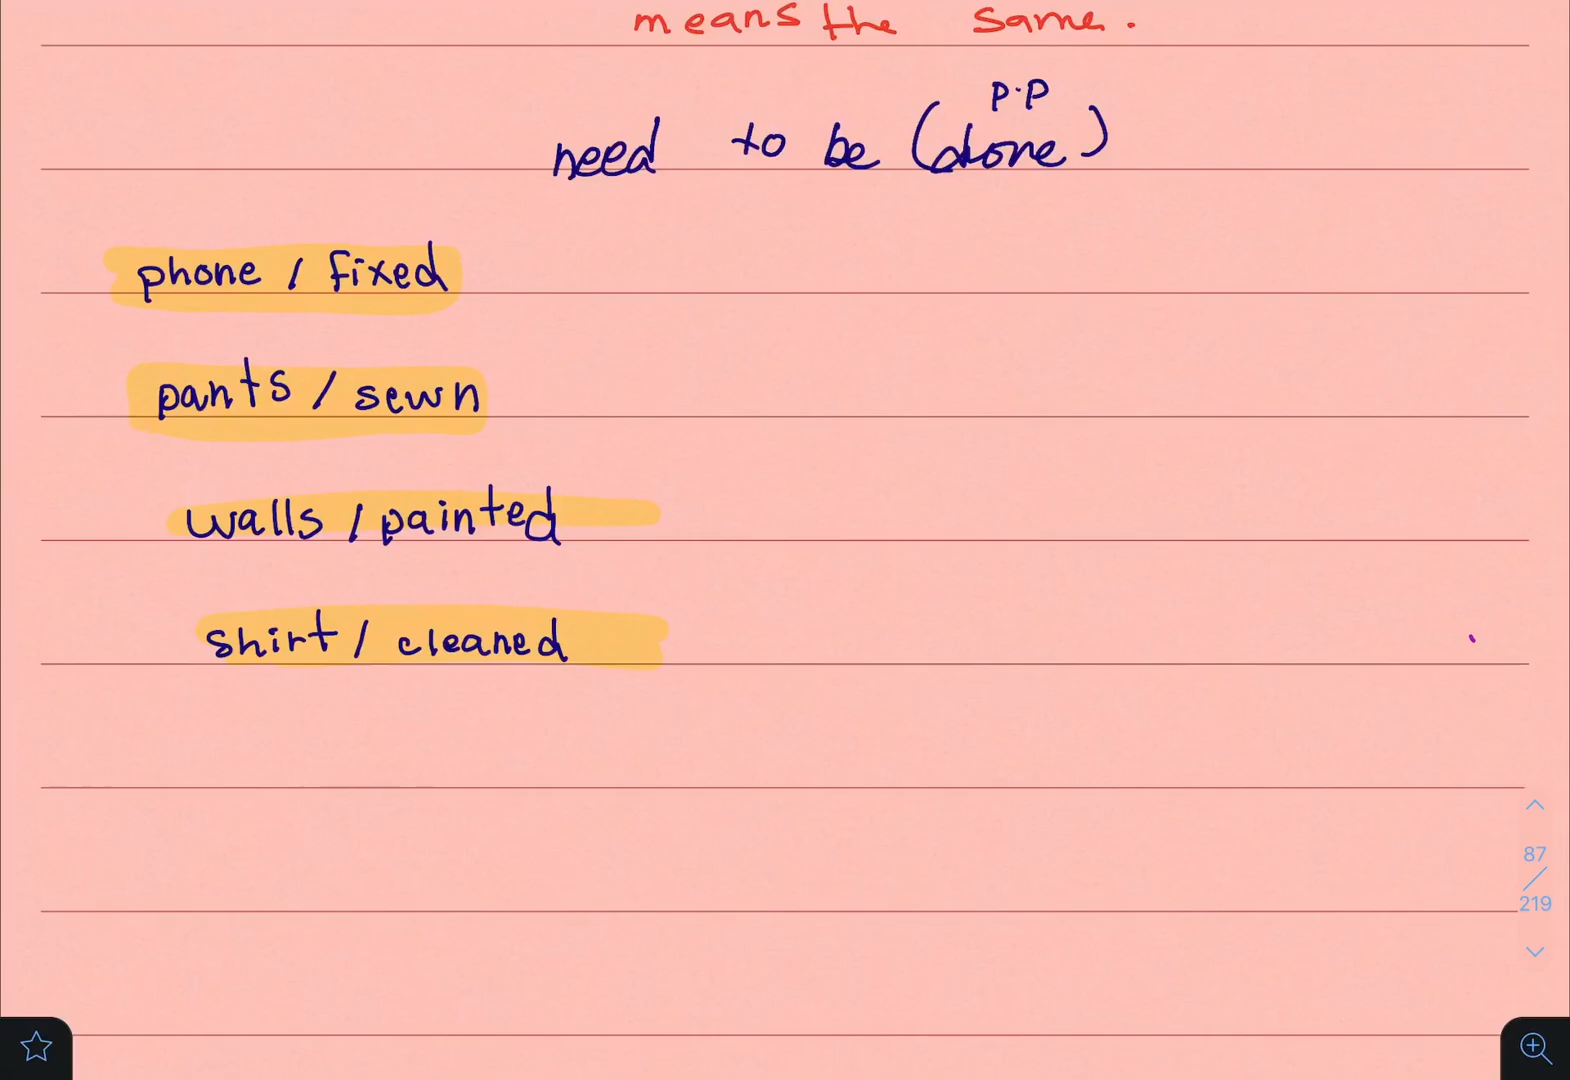 means the same.
p.p
need to be (done)
phone / fixed
pants / sewn
walls / painted
shirt / cleaned
87
/
219